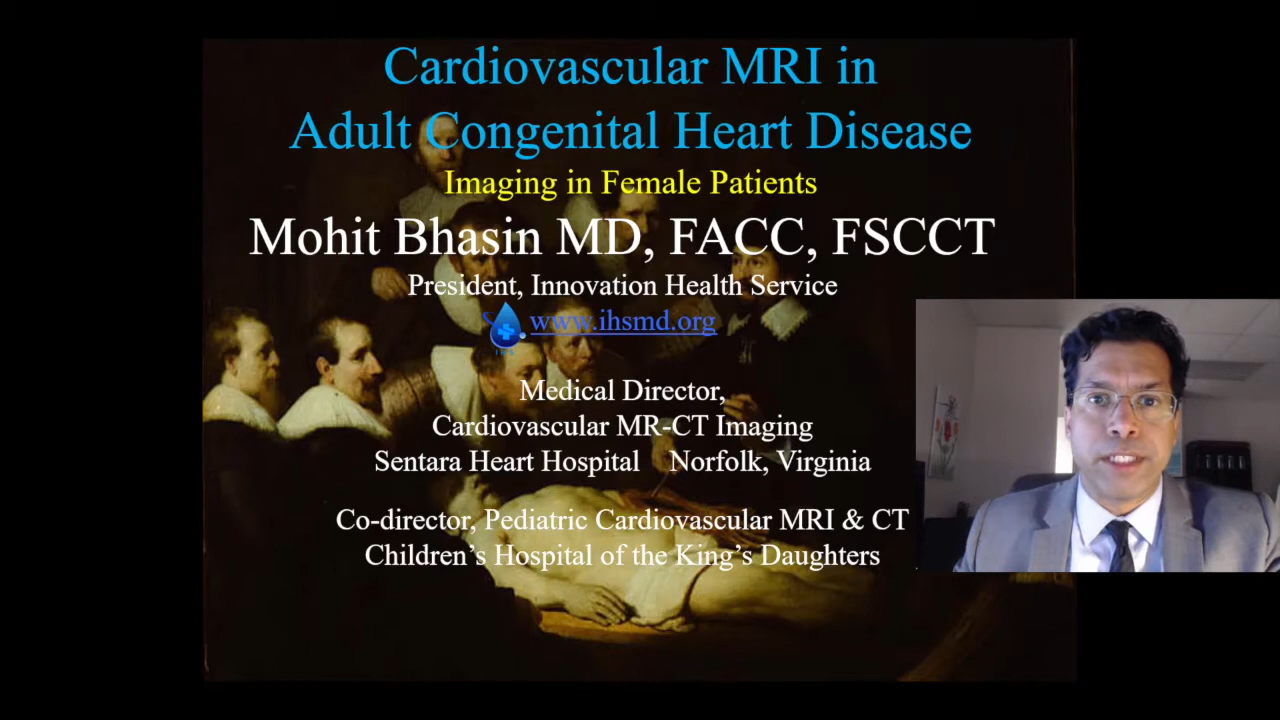 Cardiovascular MRI in
Adult Congenital Heart Disease
Imaging in Female Patients
Mohit Bhasin MD, FACC, FSCCT
President, Innovation Health Service
www.ihsmd.org
Medical Director,
Cardiovascular MR-CT Imaging
Sentara Heart Hospital Norfolk, Virginia
Co-director, Pediatric Cardiovascular MRI & CT
Children's Hospital of the King's Daughters